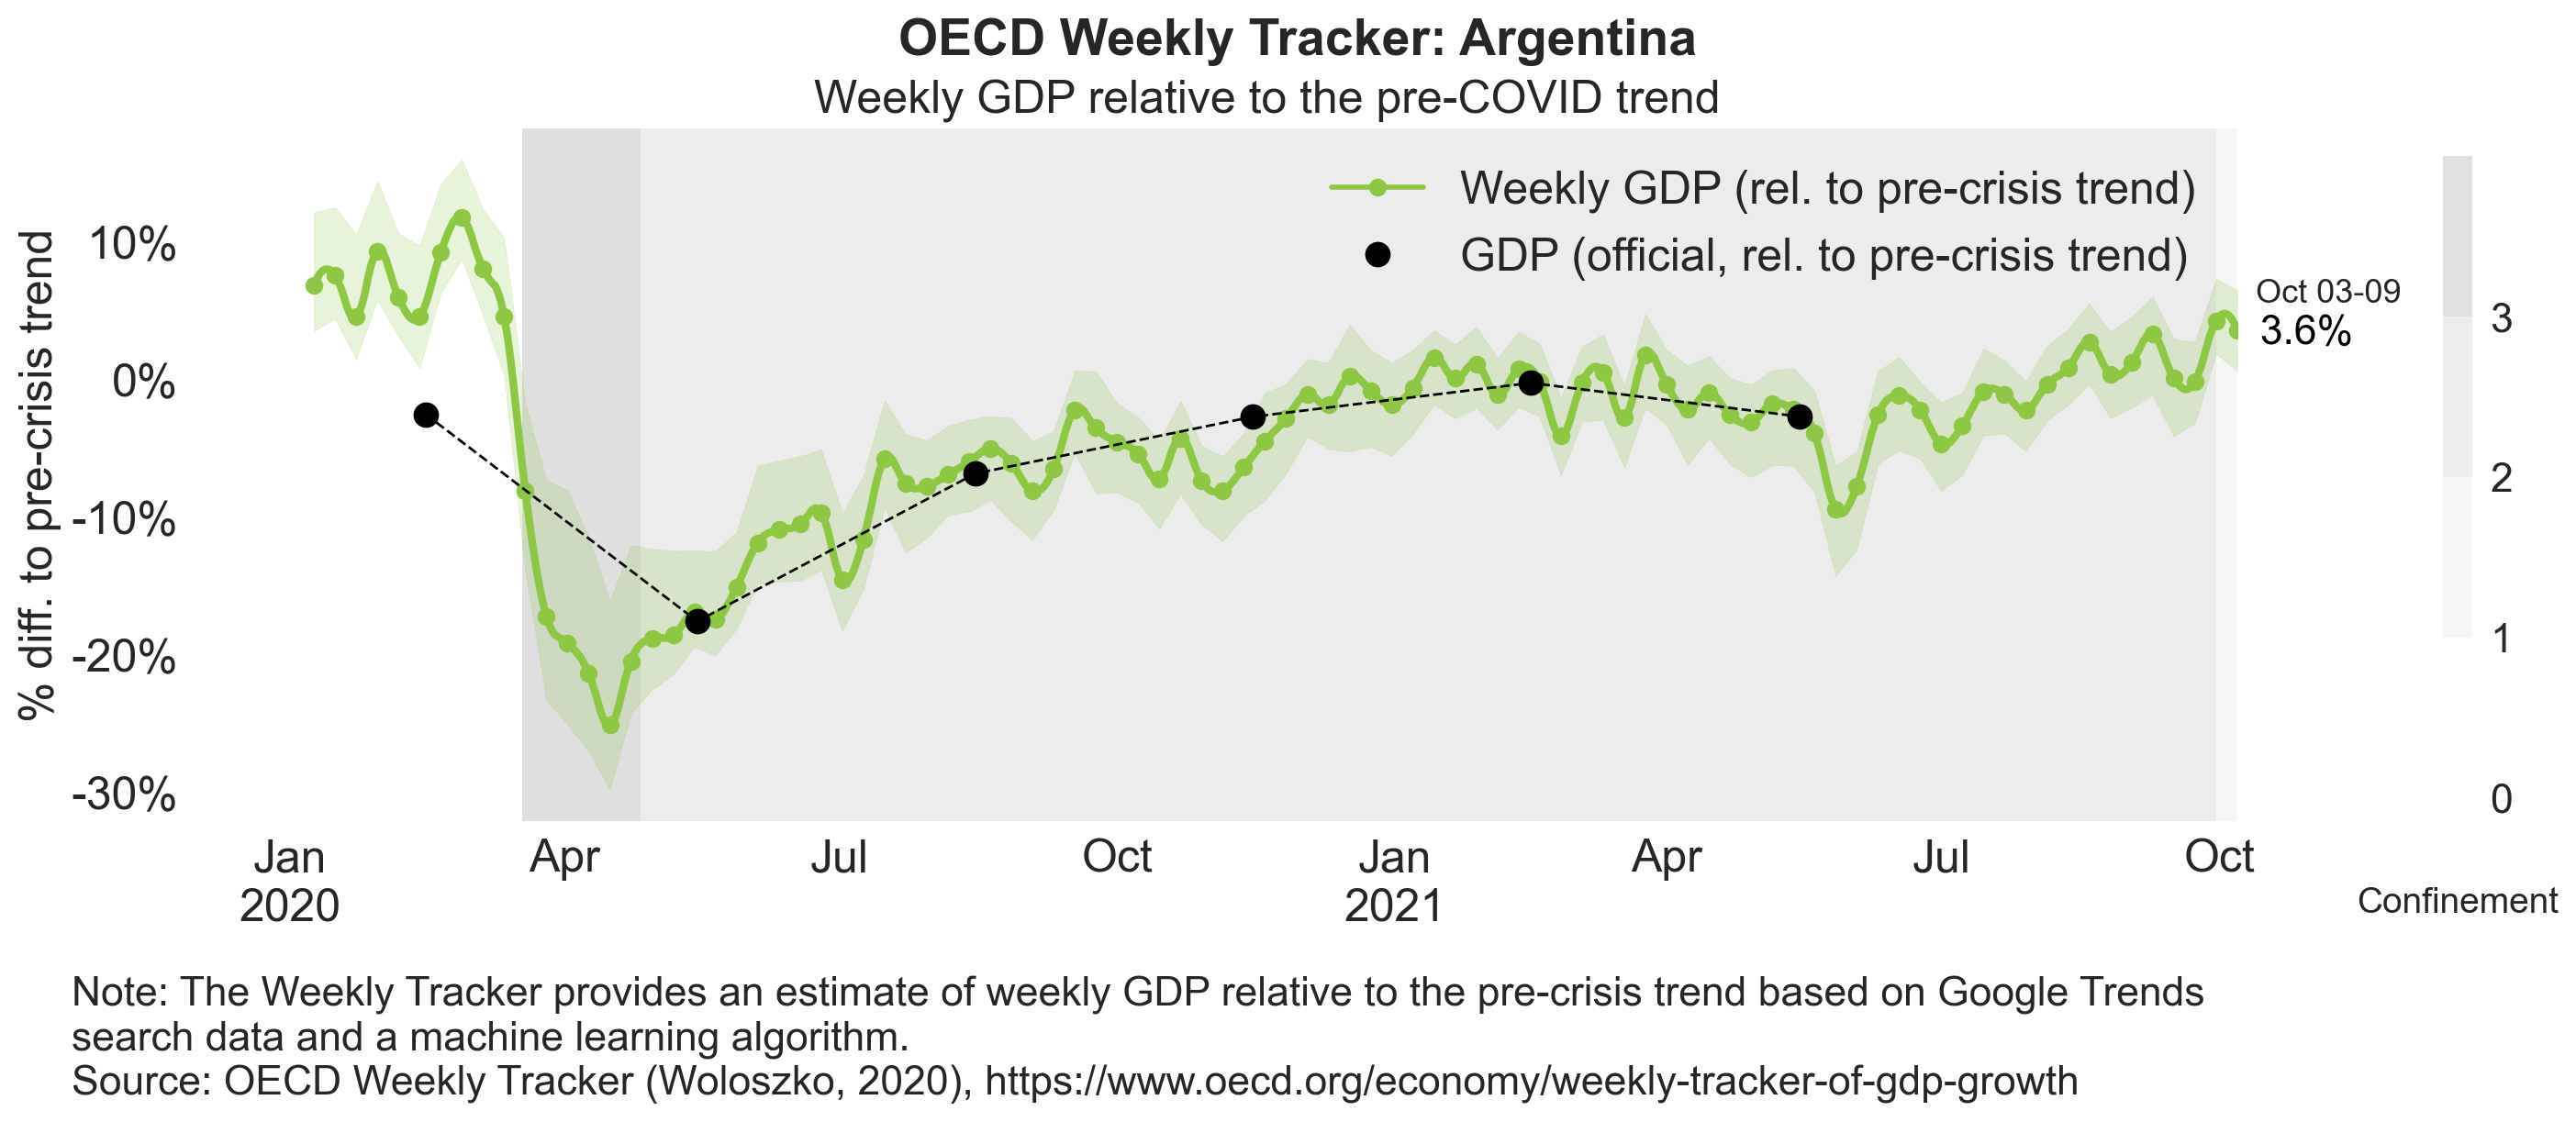 OECD Weekly Tracker: Argentina
Weekly GDP relative to the pre-COVID trend
Weekly GDP (rel. to pre-crisis trend)
GDP (official, rel. to pre-crisis trend)
% diff. to pre-crisis trend
10%
0%
-10%
-20%
-30%
Oct 03-09
3.6%
3
2
1
0
Confinement
Jan Apr Jul Oct Jan Apr Jul Oct
2020 2021
Note: The Weekly Tracker provides an estimate of weekly GDP relative to the pre-crisis trend based on Google Trends
search data and a machine learning algorithm.
Source: OECD Weekly Tracker (Woloszko, 2020), https://www.oecd.org/economy/weekly-tracker-of-gdp-growth